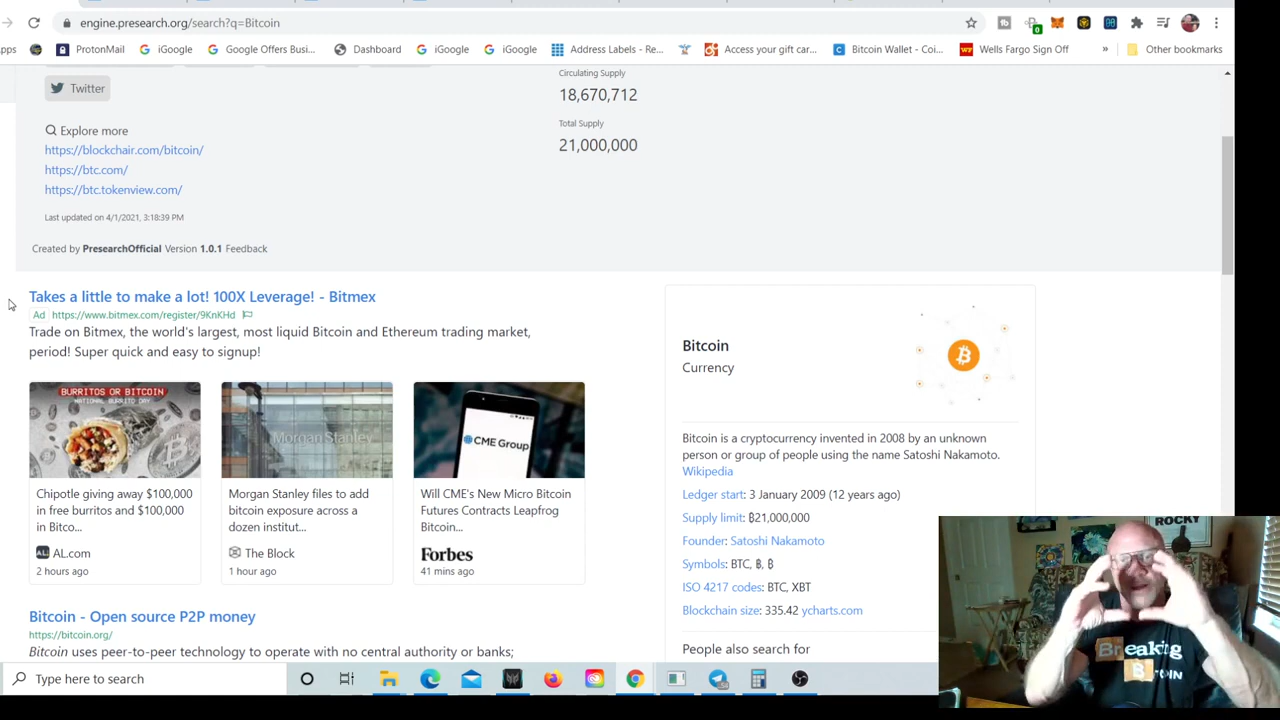 engine.presearch.org/search?q=Bitcoin
ProtonMail
iGoogle
Google Offers Busi...
Dashboard
iGoogle
iGoogle
Address Labels - Re...
Access your gift car...
Bitcoin Wallet - Coi...
Wells Fargo Sign Off
»
Other bookmarks
Circulating Supply
18,670,712
Twitter
Total Supply
21,000,000
Explore more
https://blockchair.com/bitcoin/
https://btc.com/
https://btc.tokenview.com/
Last updated on 4/1/2021, 3:18:39 PM
Created by PresearchOfficial Version 1.0.1 Feedback
Takes a little to make a lot! 100X Leverage! - Bitmex
Ad https://www.bitmex.com/register/9KnKHd
Trade on Bitmex, the world's largest, most liquid Bitcoin and Ethereum trading market,
period! Super quick and easy to signup!
BURRITOS OR BITCOIN
NATIONAL BURRITO DAY
Chipotle giving away $100,000
in free burritos and $100,000
in Bitco...
AL.com
2 hours ago
Morgan Stanley
Morgan Stanley files to add
bitcoin exposure across a
dozen institut...
The Block
1 hour ago
CME Group
Will CME's New Micro Bitcoin
Futures Contracts Leapfrog
Bitcoin...
Forbes
41 mins ago
Bitcoin - Open source P2P money
https://bitcoin.org/
Bitcoin uses peer-to-peer technology to operate with no central authority or banks;
Bitcoin
Currency
Bitcoin is a cryptocurrency invented in 2008 by an unknown
person or group of people using the name Satoshi Nakamoto.
Wikipedia
Ledger start: 3 January 2009 (12 years ago)
Supply limit: ₿21,000,000
Founder: Satoshi Nakamoto
Symbols: BTC, ₿, ₿
ISO 4217 codes: BTC, XBT
Blockchain size: 335.42 ycharts.com
People also search for
ROCKY
Breaking
Type here to search